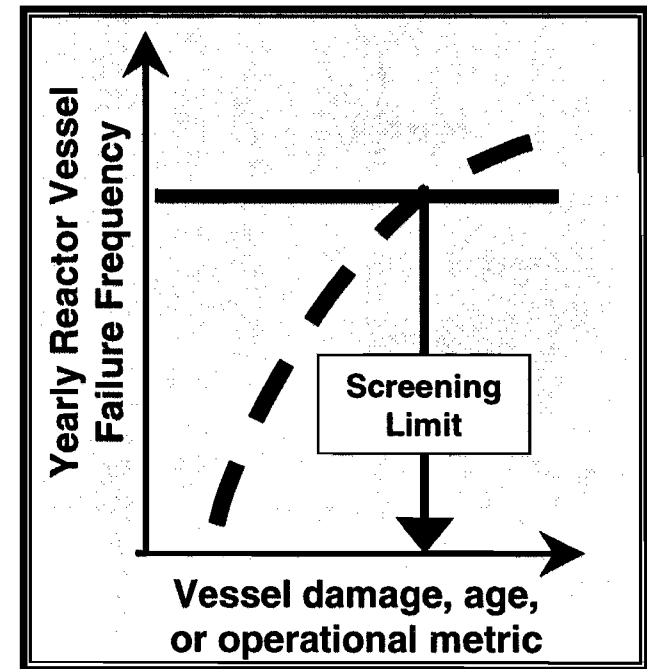 Yearly Reactor Vessel
Failure Frequency
Screening
Limit
Vessel damage, age,
or operational metric